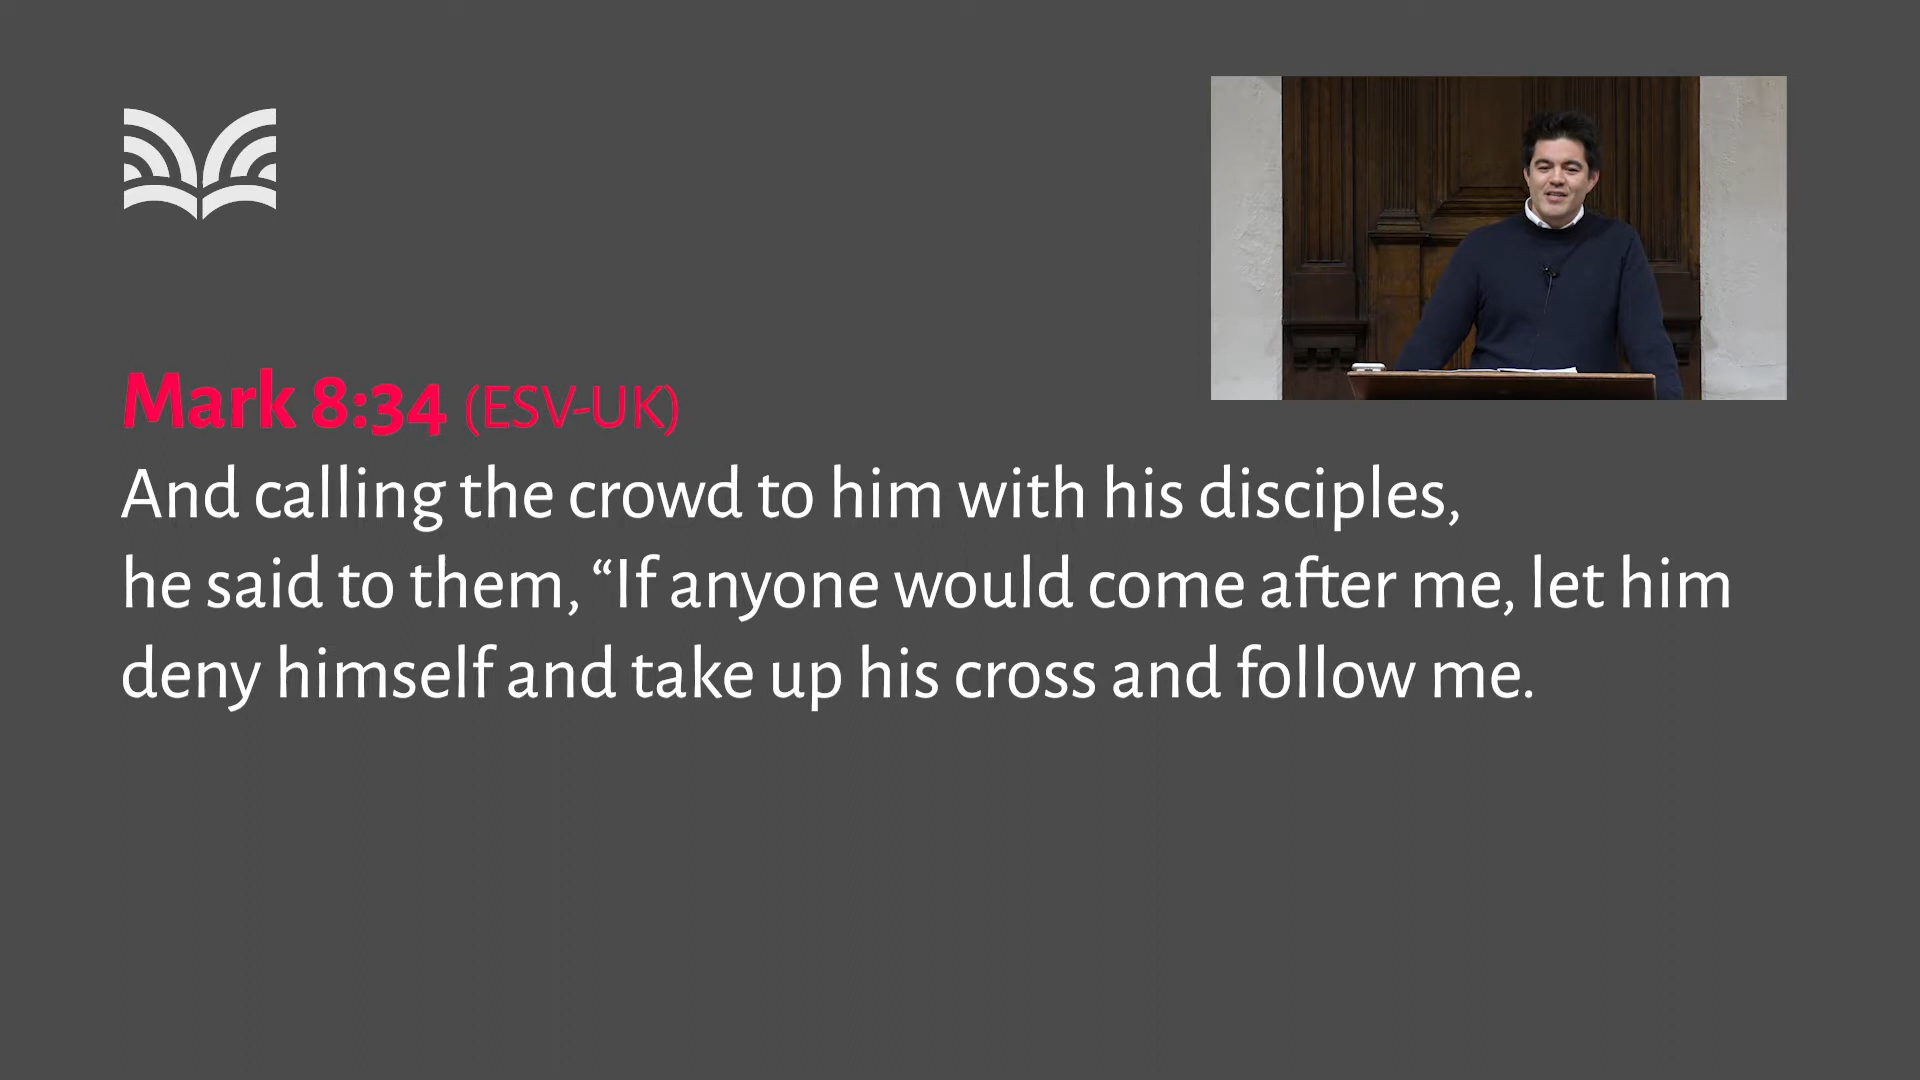 Mark 8:34 (ESV-UK)
And calling the crowd to him with his disciples,
he said to them, “If anyone would come after me, let him
deny himself and take up his cross and follow me.